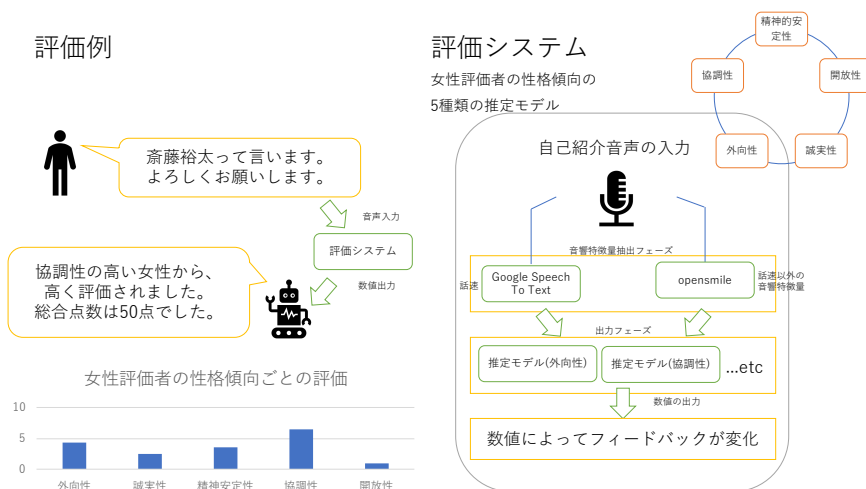 評価例
斎藤裕太って言います。
よろしくお願いします。
音声入力
評価システム
数値出力
協調性の高い女性から、
高く評価されました。
総合点数は50点でした。
女性評価者の性格傾向ごとの評価
10
5
0
外向性
誠実性
精神安定性
協調性
開放性
評価システム
女性評価者の性格傾向の
5種類の推定モデル
精神的安
定性
協調性
開放性
外向性
誠実性
自己紹介音声の入力
音響特徴量抽出フェーズ
話速
Google Speech
To Text
opensmile
話速以外の
音響特徴量
出力フェーズ
推定モデル(外向性)
推定モデル(協調性)
...etc
数値の出力
数値によってフィードバックが変化